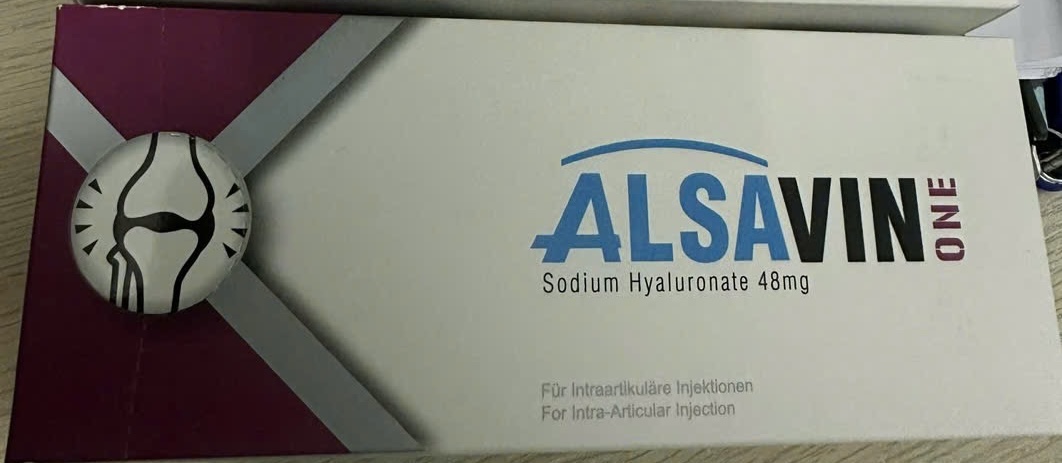 ALSAVIN ONE
Sodium Hyaluronate 48mg
Für Intraartikuläre Injektionen
For Intra-Articular Injection